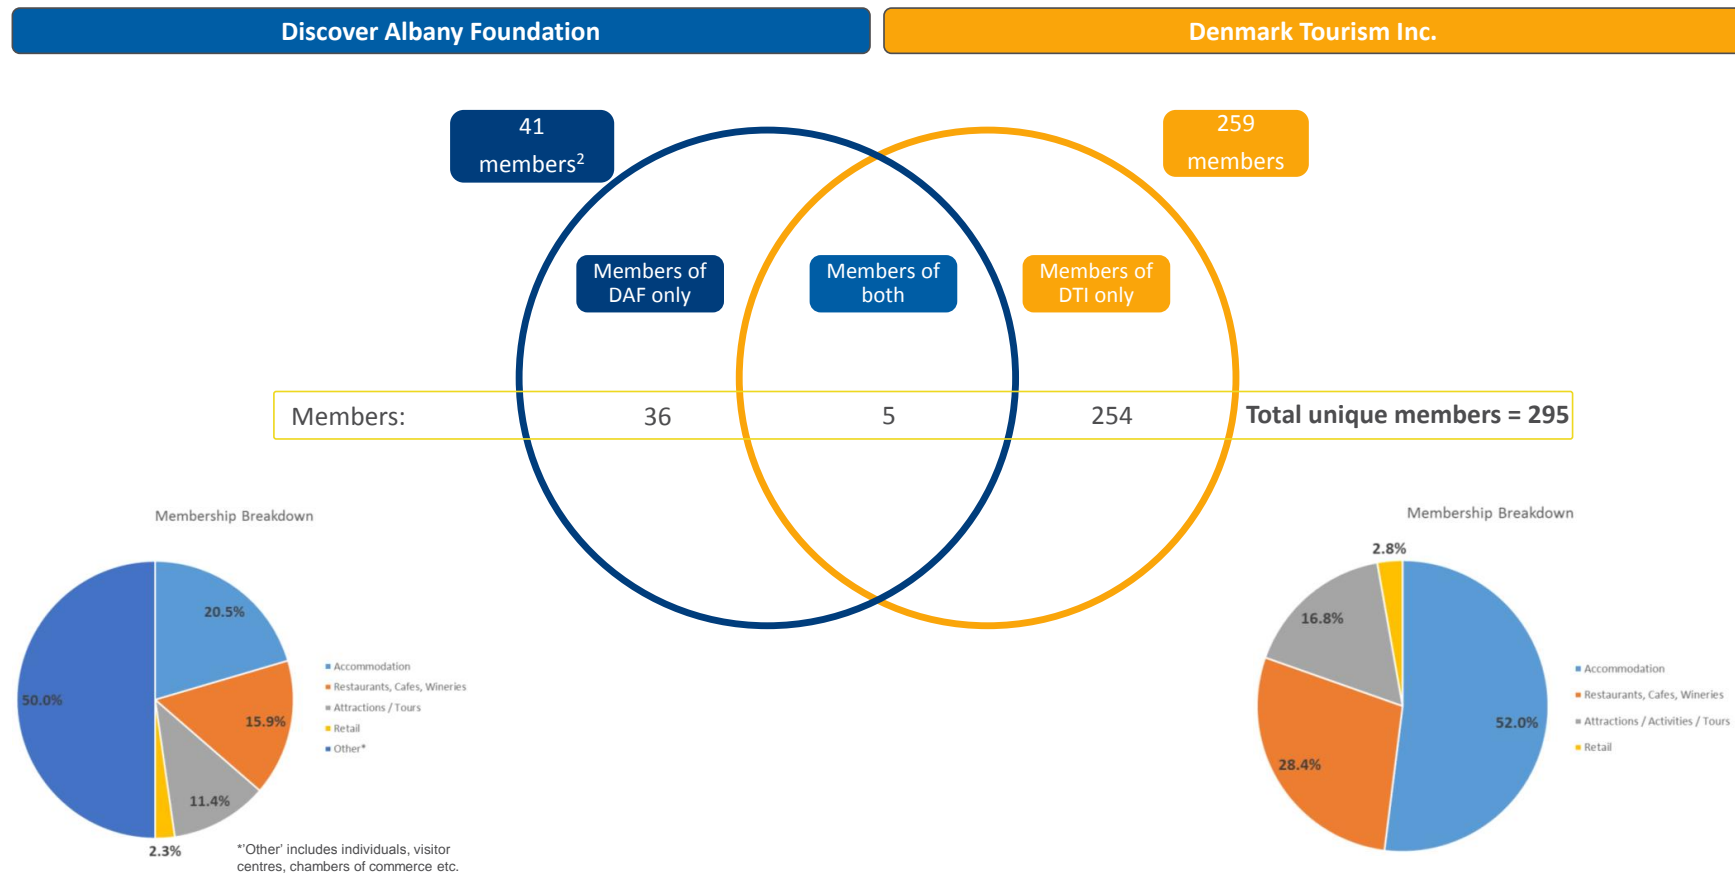 Discover Albany Foundation
Denmark Tourism Inc.
41
members²
259
members
Members of
DAF only
Members of
both
Members of
DTI only
Members:
36
5
254
Total unique members = 295
Membership Breakdown
20.5%
15.9%
11.4%
2.3%
50.0%
Accommodation
Restaurants, Cafes, Wineries
Attractions / Tours
Retail
Other*
*'Other' includes individuals, visitor
centres, chambers of commerce etc.
Membership Breakdown
2.8%
16.8%
28.4%
52.0%
Accommodation
Restaurants, Cafes, Wineries
Attractions / Activities / Tours
Retail